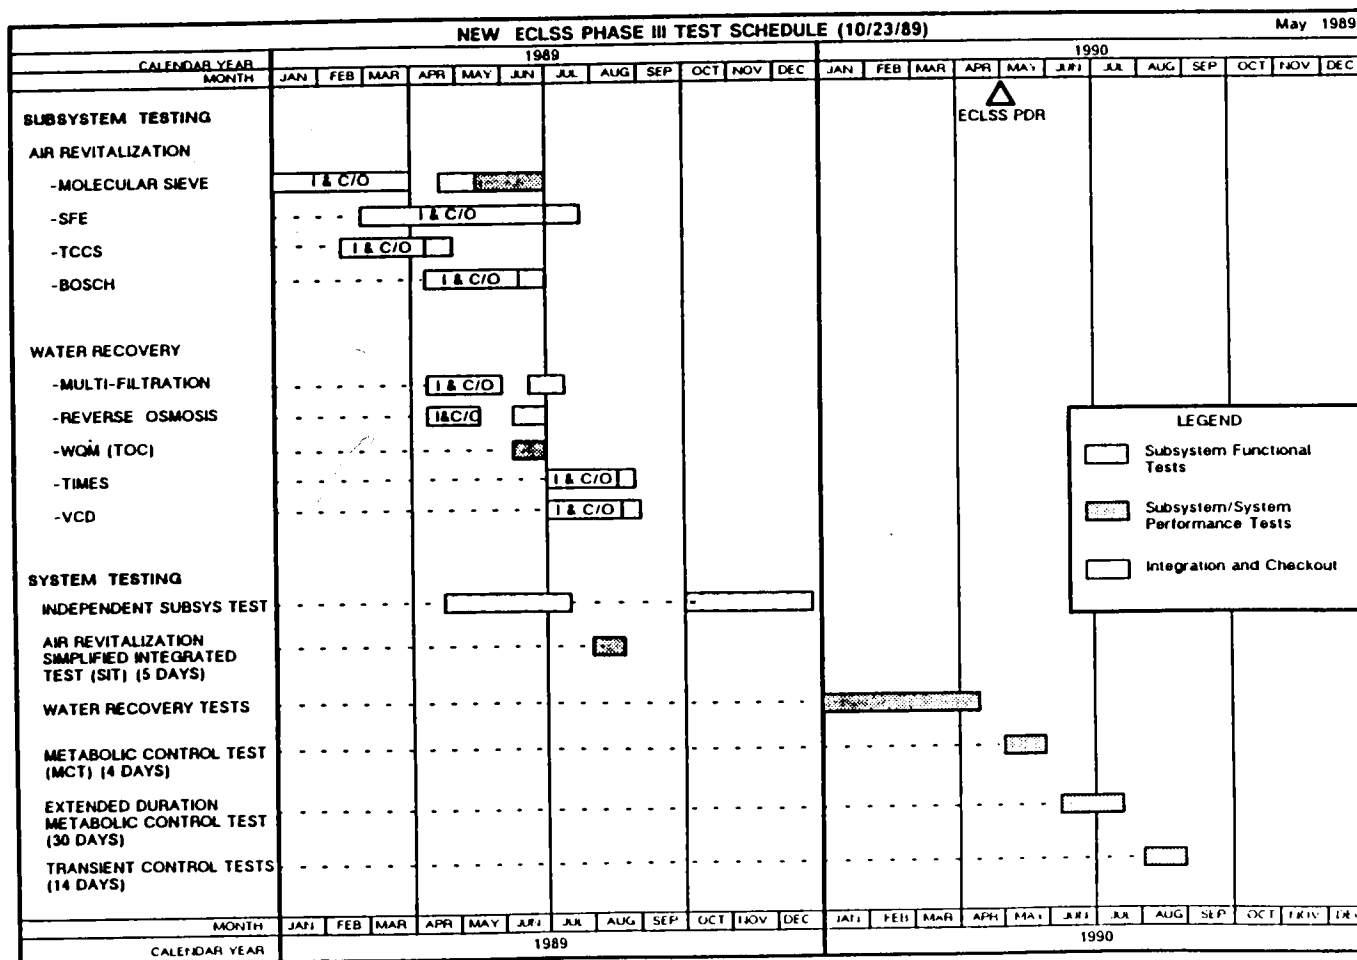 NEW ECLSS PHASE III TEST SCHEDULE (10/23/89)
May 1989
CALENDAR YEAR 1989 1990
MONTH JAN FEB MAR APR MAY JUN JUL AUG SEP OCT NOV DEC JAN FEB MAR APR MAY JUN JUL AUG SEP OCT NOV DEC
ECLSS PDR
SUBSYSTEM TESTING
AIR REVITALIZATION
-MOLECULAR SIEVE I & C/O
-SFE I & C/O
-TCCS I & C/O
-BOSCH I & C/O
WATER RECOVERY
-MULTI-FILTRATION I & C/O
-REVERSE OSMOSIS I&C/O
-WQM (TOC)
-TIMES I & C/O
-VCD I & C/O
LEGEND
Subsystem Functional
Tests
Subsystem/System
Performance Tests
Integration and Checkout
SYSTEM TESTING
INDEPENDENT SUBSYS TEST
AIR REVITALIZATION
SIMPLIFIED INTEGRATED
TEST (SIT) (5 DAYS)
WATER RECOVERY TESTS
METABOLIC CONTROL TEST
(MCT) (4 DAYS)
EXTENDED DURATION
METABOLIC CONTROL TEST
(30 DAYS)
TRANSIENT CONTROL TESTS
(14 DAYS)
MONTH JAN FEB MAR APR MAY JUN JUL AUG SEP OCT NOV DEC JAN FEB MAR APR MAY JUN JUL AUG SEP OCT NOV DEC
CALENDAR YEAR 1989 1990